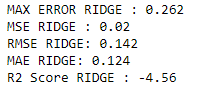 MAX ERROR RIDGE : 0.262
MSE RIDGE : 0.02
RMSE RIDGE: 0.142
MAE RIDGE: 0.124
R2 Score RIDGE : -4.56